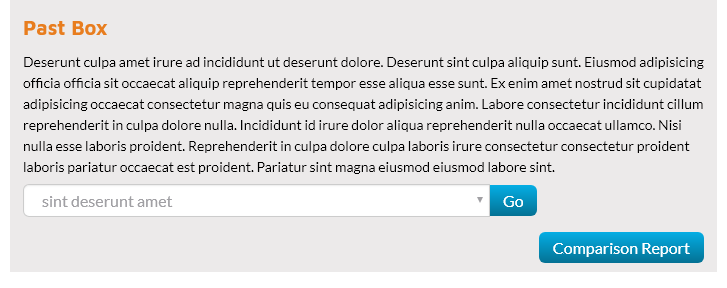 Past Box
Deserunt culpa amet irure ad incididunt ut deserunt dolore. Deserunt sint culpa aliquip sunt. Eiusmod adipisicing
officia officia sit occaecat aliquip reprehenderit tempor esse aliqua esse sunt. Ex enim amet nostrud sit cupidatat
adipisicing occaecat consectetur magna quis eu consequat adipisicing anim. Labore consectetur incididunt cillum
reprehenderit in culpa dolore nulla. Incididunt id irure dolor aliqua reprehenderit nulla occaecat ullamco. Nisi
nulla esse laboris proident. Reprehenderit in culpa dolore culpa laboris irure consectetur consectetur proident
laboris pariatur occaecat est proident. Pariatur sint magna eiusmod eiusmod labore sint.
sint deserunt amet
Go
Comparison Report